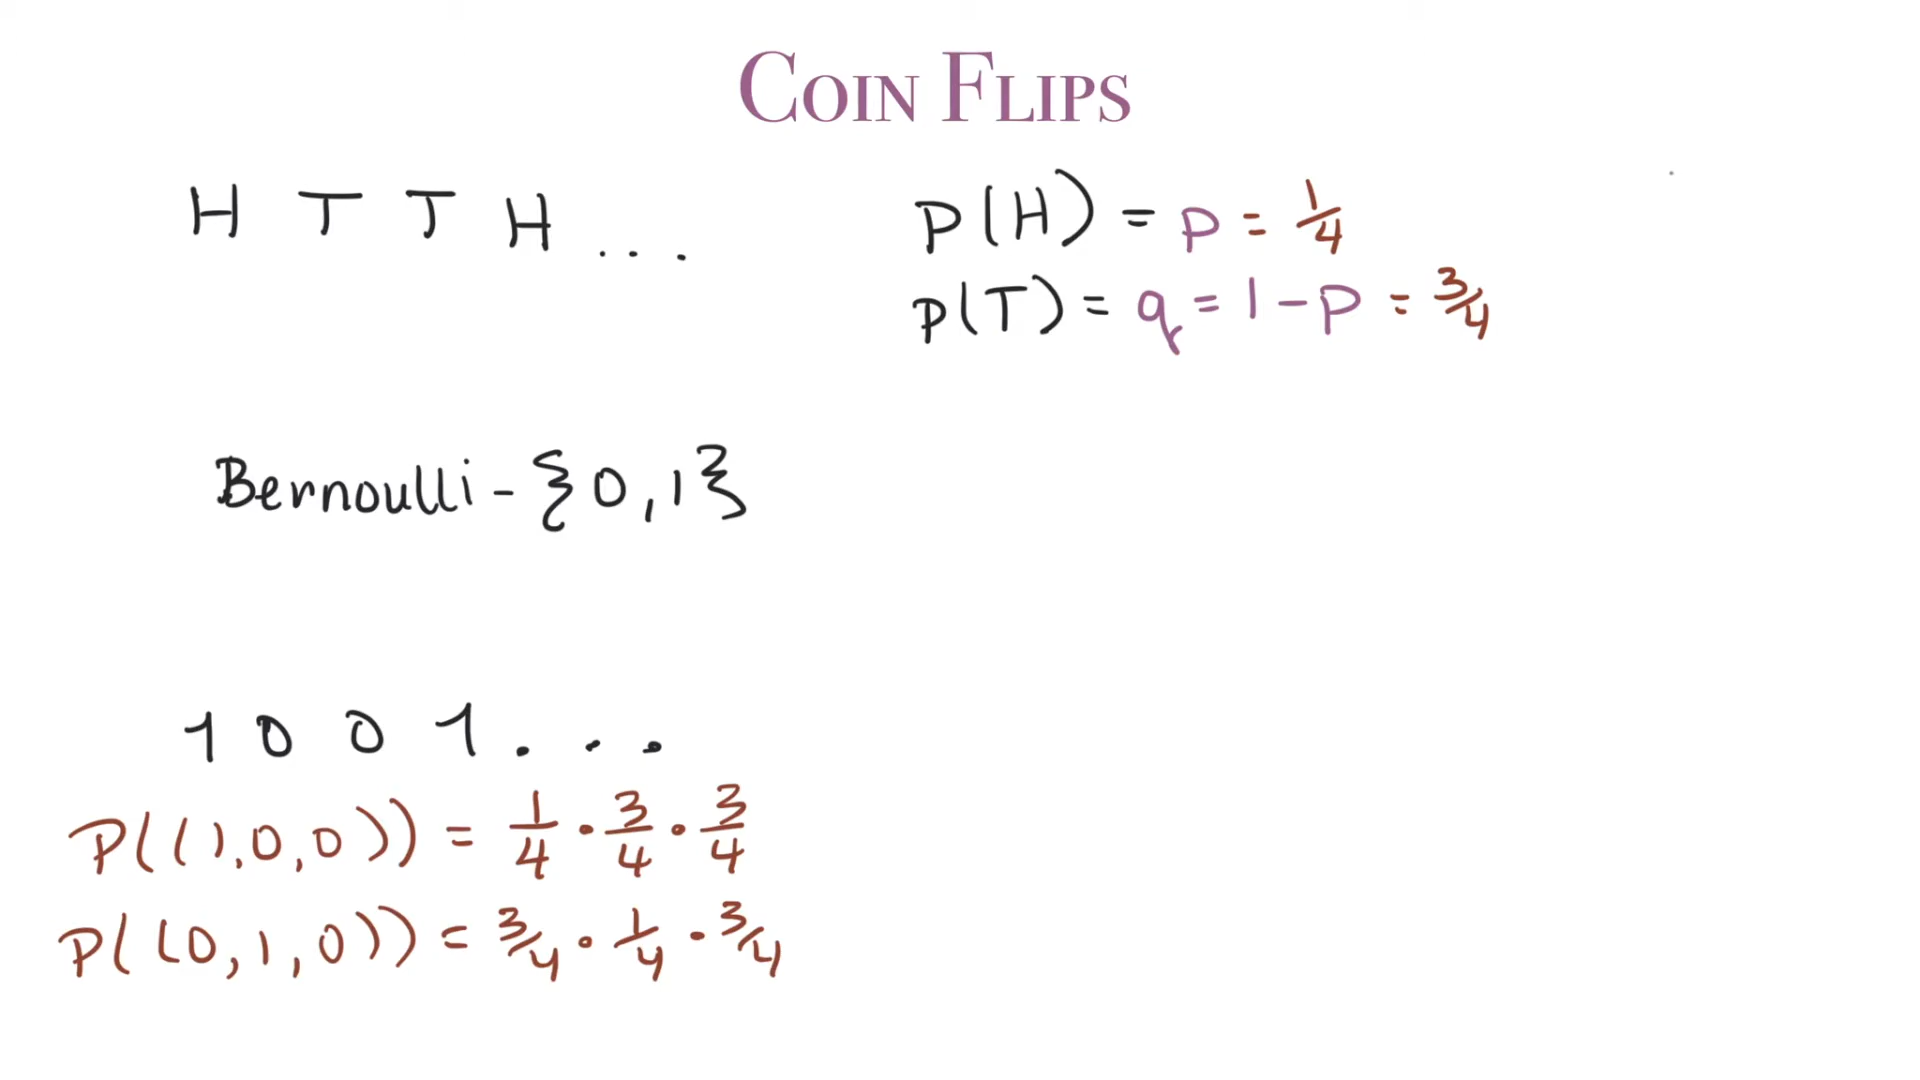 COIN FLIPS
H T T H ...
P(H) = p = 1/4
P(T) = q = 1 - p = 3/4
Bernoulli - {0,1}
1 0 0 1 ...
P((1,0,0)) = 1/4 · 3/4 · 3/4
P((0,1,0)) = 3/4 · 1/4 · 3/4